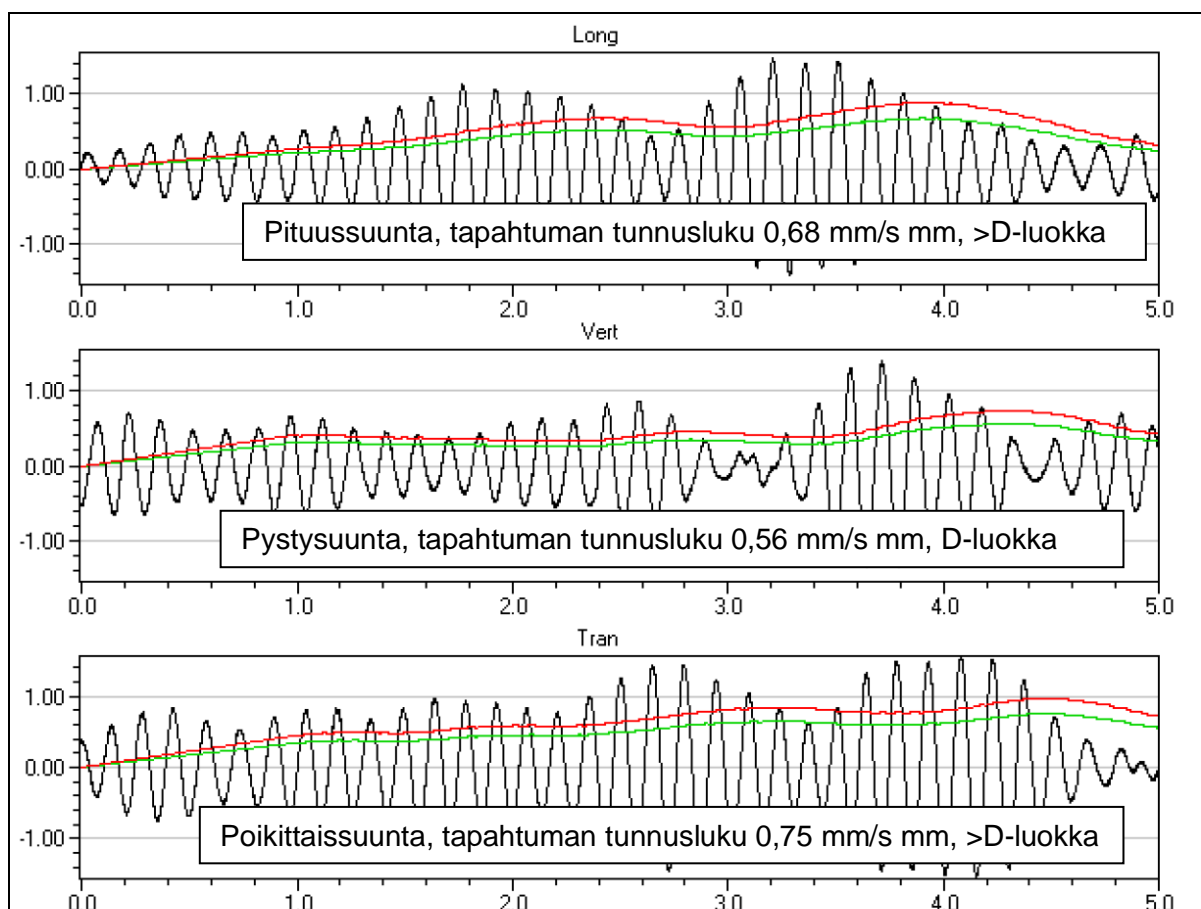 Long
1.00
0.00
-1.00
Pituussuunta, tapahtuman tunnusluku 0,68 mm/s mm, >D-luokka
0.0 1.0 2.0 3.0 4.0 5.0
Vert
1.00
0.00
-1.00
Pystysuunta, tapahtuman tunnusluku 0,56 mm/s mm, D-luokka
0.0 1.0 2.0 3.0 4.0 5.0
Tran
1.00
0.00
-1.00
Poikittaissuunta, tapahtuman tunnusluku 0,75 mm/s mm, >D-luokka
0.0 1.0 2.0 3.0 4.0 5.0